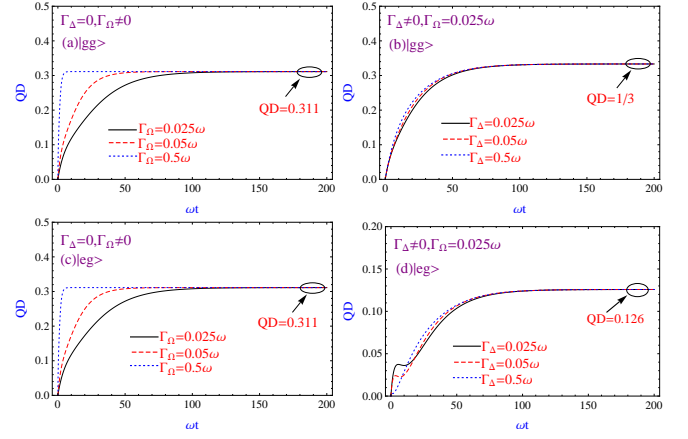 Γ_Δ=0,Γ_Ω≠0
(a)|gg>
QD=0.311
Γ_Ω=0.025ω
Γ_Ω=0.05ω
Γ_Ω=0.5ω
QD
0.5
0.4
0.3
0.2
0.1
0.0
0 50 100 150 200
ωt
Γ_Δ≠0,Γ_Ω=0.025ω
(b)|gg>
QD=1/3
Γ_Δ=0.025ω
Γ_Δ=0.05ω
Γ_Δ=0.5ω
QD
0.5
0.4
0.3
0.2
0.1
0.0
0 50 100 150 200
ωt
Γ_Δ=0,Γ_Ω≠0
(c)|eg>
QD=0.311
Γ_Ω=0.025ω
Γ_Ω=0.05ω
Γ_Ω=0.5ω
QD
0.5
0.4
0.3
0.2
0.1
0.0
0 50 100 150 200
ωt
Γ_Δ≠0,Γ_Ω=0.025ω
(d)|eg>
QD=0.126
Γ_Δ=0.025ω
Γ_Δ=0.05ω
Γ_Δ=0.5ω
QD
0.20
0.15
0.10
0.05
0.00
0 50 100 150 200
ωt